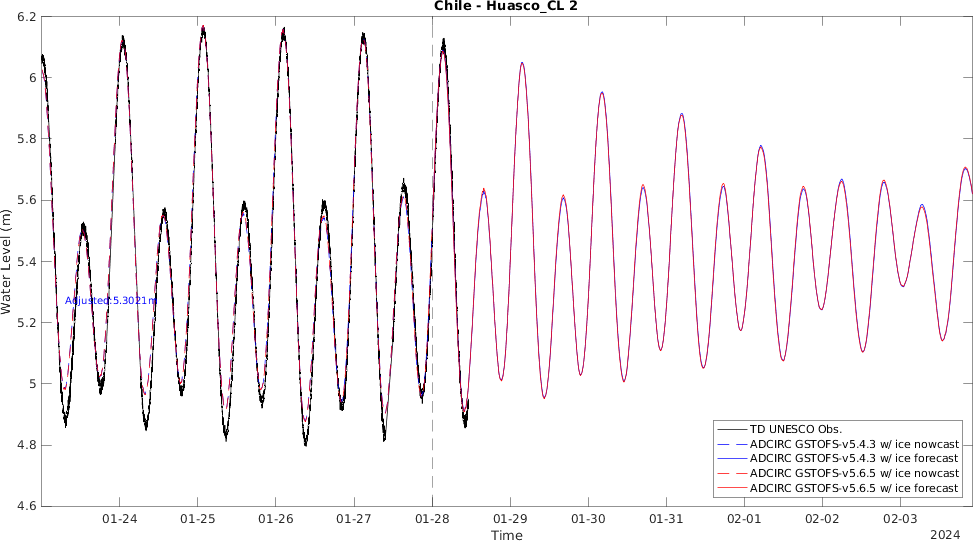 Chile - Huasco_CL 2
6.2
6
5.8
5.6
5.4
5.2
5
4.8
4.6
Water Level (m)
Adjusted:5.3021m
TD UNESCO Obs.
ADCIRC GSTOFS-v5.4.3 w/ ice nowcast
ADCIRC GSTOFS-v5.4.3 w/ ice forecast
ADCIRC GSTOFS-v5.6.5 w/ ice nowcast
ADCIRC GSTOFS-v5.6.5 w/ ice forecast
01-24 01-25 01-26 01-27 01-28 01-29 01-30 01-31 02-01 02-02 02-03
Time
2024